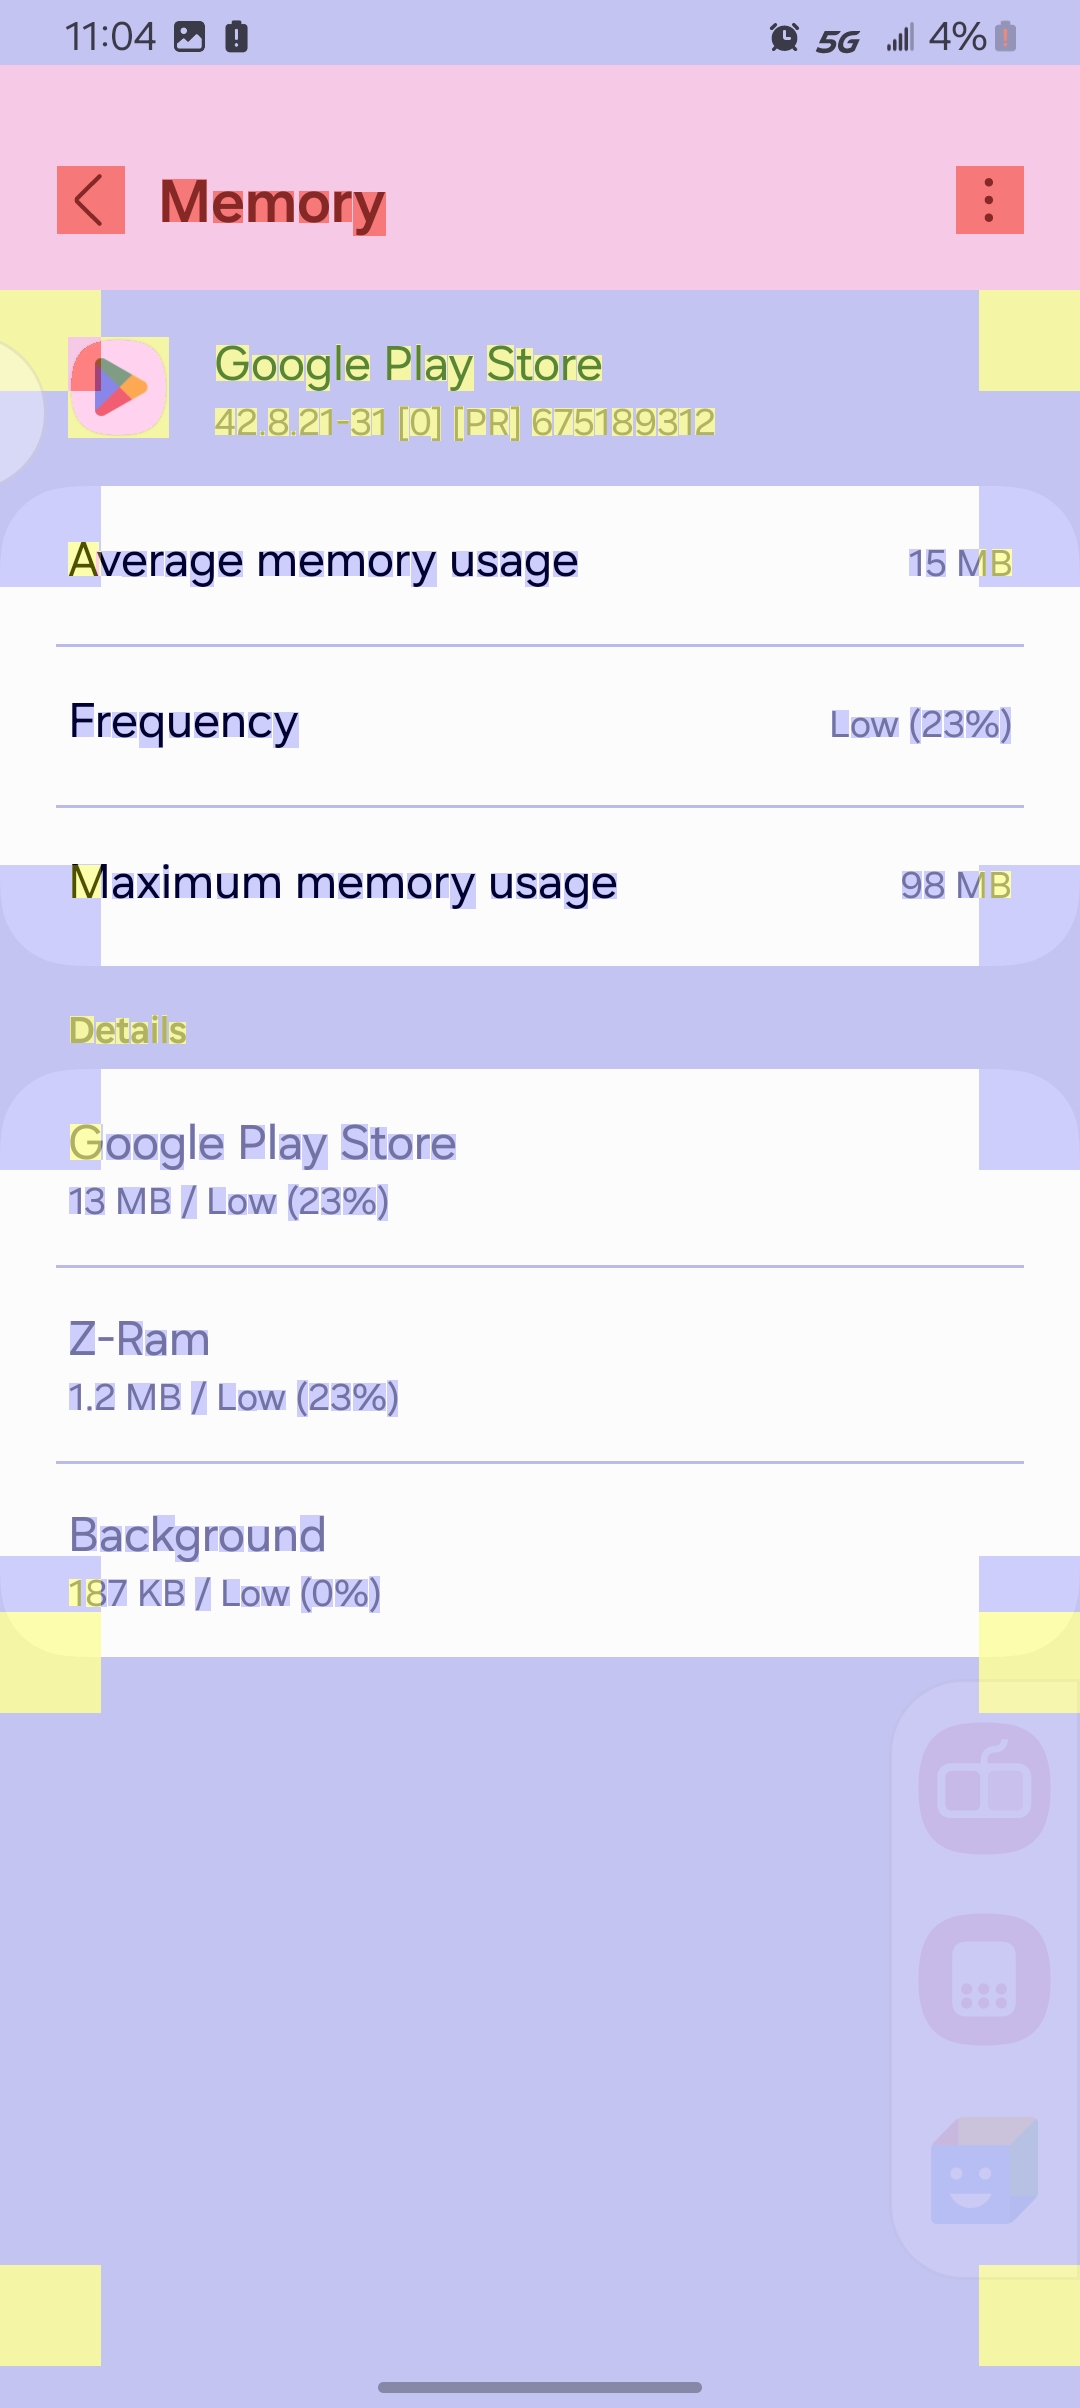 11:04 5G 4%
Memory
Google Play Store
42.8.21-31 [0] [PR] 675189312
Average memory usage 15 MB
Frequency Low (23%)
Maximum memory usage 98 MB
Details
Google Play Store
13 MB / Low (23%)
Z-Ram
1.2 MB / Low (23%)
Background
187 KB / Low (0%)